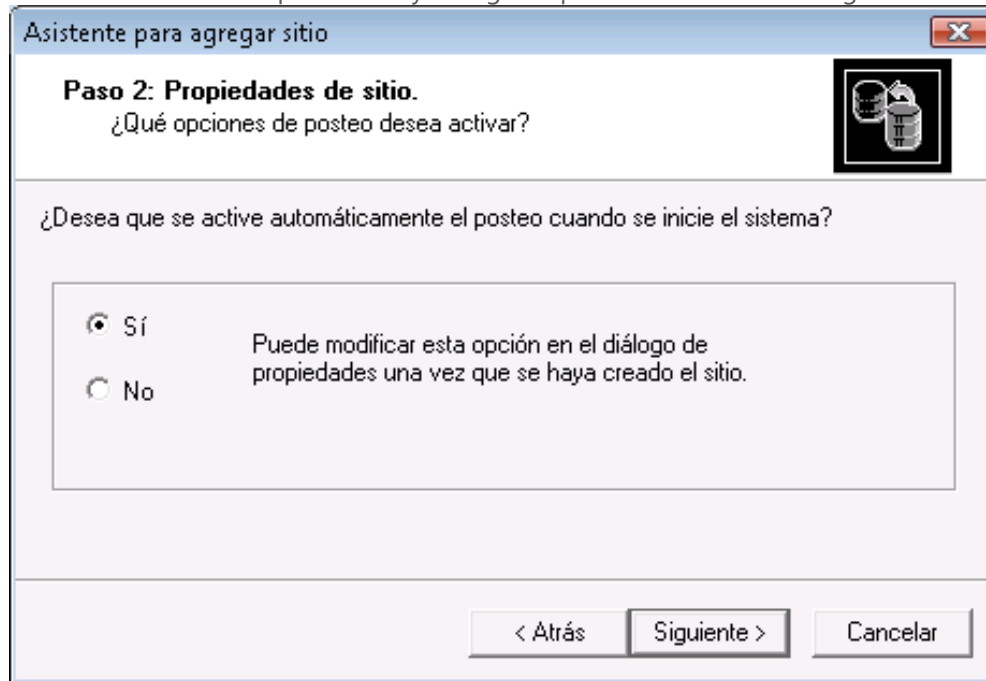 Asistente para agregar sitio
Paso 2: Propiedades de sitio.
¿Qué opciones de posteo desea activar?
¿Desea que se active automáticamente el posteo cuando se inicie el sistema?
Sí
Puede modificar esta opción en el diálogo de
propiedades una vez que se haya creado el sitio.
No
< Atrás
Siguiente >
Cancelar